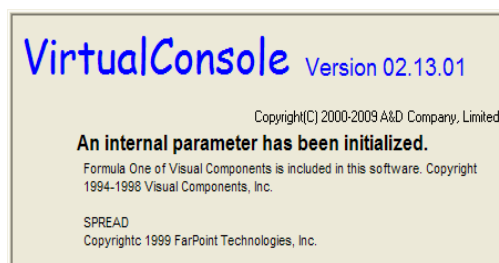 VirtualConsole Version 02.13.01
Copyright(C) 2000-2009 A&D Company, Limited
An internal parameter has been initialized.
Formula One of Visual Components is included in this software. Copyright
1994-1998 Visual Components, Inc.
SPREAD
Copyrightc 1999 FarPoint Technologies, Inc.